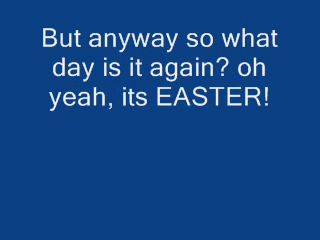 But anyway so what
day is it again? oh
yeah, its EASTER!